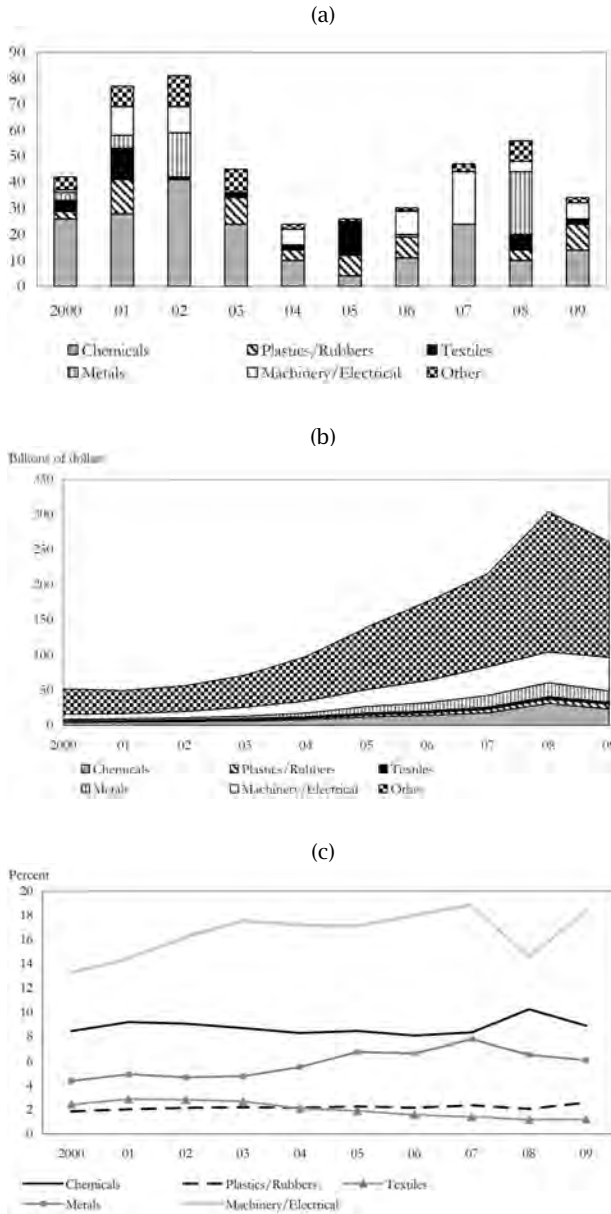 (a)
90
80
70
60
50
40
30
20
10
0
2000 01 02 03 04 05 06 07 08 09
Chemicals Plastics/Rubbers Textiles
Metals Machinery/Electrical Other
(b)
Billions of dollars
350
300
250
200
150
100
50
0
2000 01 02 03 04 05 06 07 08 09
Chemicals Plastics/Rubbers Textiles
Metals Machinery/Electrical Others
(c)
Percent
20
18
16
14
12
10
8
6
4
2
0
2000 01 02 03 04 05 06 07 08 09
Chemicals Plastics/Rubbers Textiles
Metals Machinery/Electrical